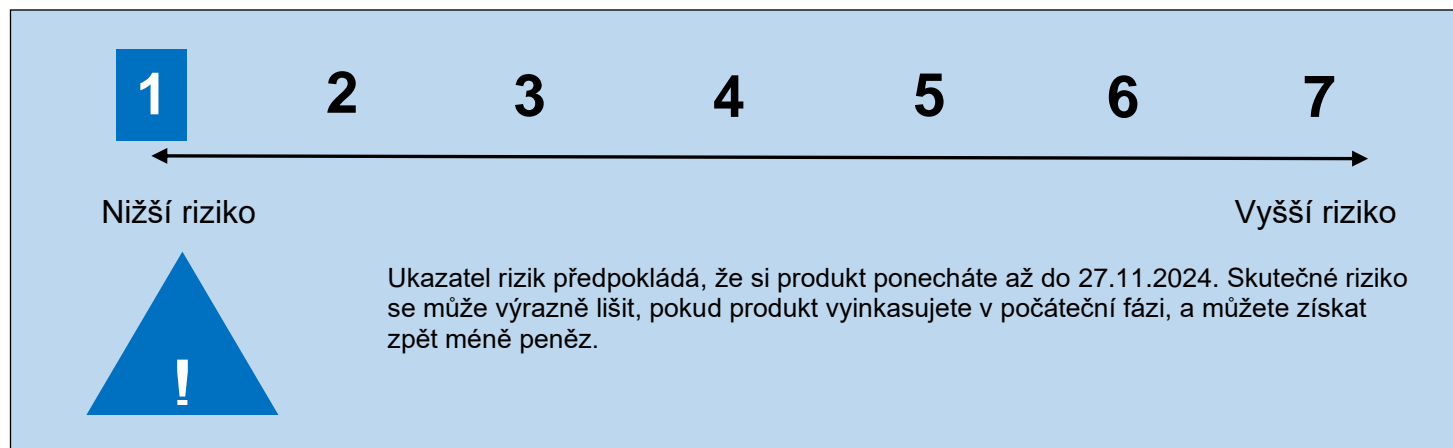 1 2 3 4 5 6 7
Nižší riziko Vyšší riziko
Ukazatel rizik předpokládá, že si produkt ponecháte až do 27.11.2024. Skutečné riziko
se může výrazně lišit, pokud produkt vyinkasujete v počáteční fázi, a můžete získat
zpět méně peněz.
!